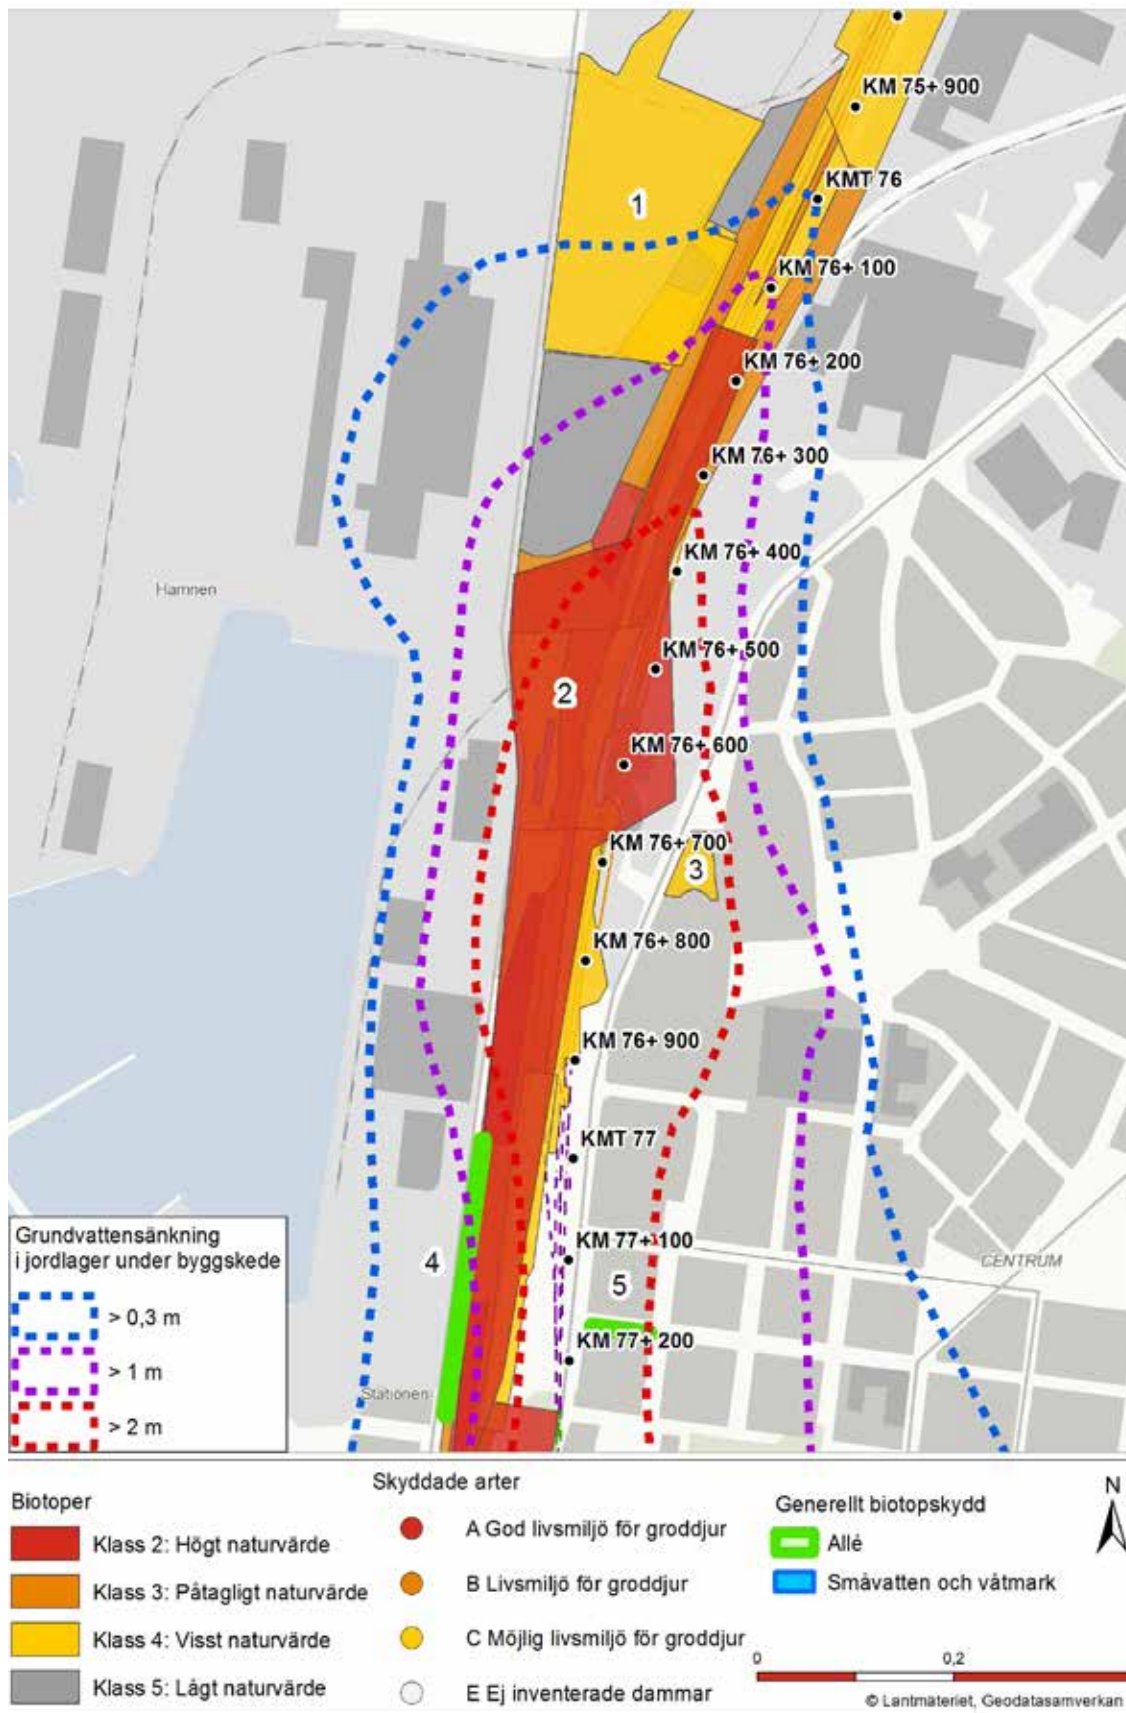 KM 75+ 900
1
KMT 76
KM 76+ 100
KM 76+ 200
KM 76+ 300
KM 76+ 400
Hamnen
KM 76+ 500
2
KM 76+ 600
KM 76+ 700
3
KM 76+ 800
KM 76+ 900
KMT 77
Grundvattensänkning
i jordlager under byggskede
> 0,3 m
> 1 m
> 2 m
4
KM 77+ 100
CENTRUM
5
KM 77+ 200
Stationen
Biotoper
Klass 2: Högt naturvärde
Klass 3: Påtagligt naturvärde
Klass 4: Visst naturvärde
Klass 5: Lågt naturvärde
Skyddade arter
A God livsmiljö för groddjur
B Livsmiljö för groddjur
C Möjlig livsmiljö för groddjur
E Ej inventerade dammar
Generellt biotopskydd
Allé
Småvatten och våtmark
N
0 0,2
© Lantmäteriet, Geodatasamverkan